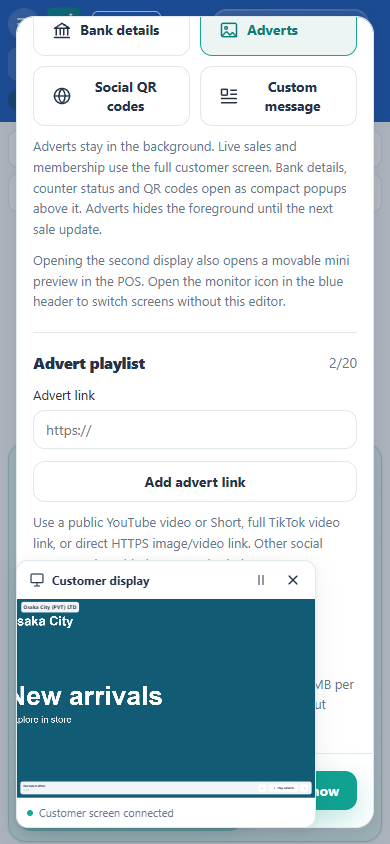 Bank details
Adverts
Social QR
codes
Custom
message
Adverts stay in the background. Live sales and
membership use the full customer screen. Bank details,
counter status and QR codes open as compact popups
above it. Adverts hides the foreground until the next
sale update.
Opening the second display also opens a movable mini
preview in the POS. Open the monitor icon in the blue
header to switch screens without this editor.
Advert playlist
2/20
Advert link
https://
Add advert link
Use a public YouTube video or Short, full TikTok video
link, or direct HTTPS image/video link. Other social
Customer display
Osaka City (PVT) LTD
saka City
New arrivals
plore in store
MB per
ut
now
Customer screen connected